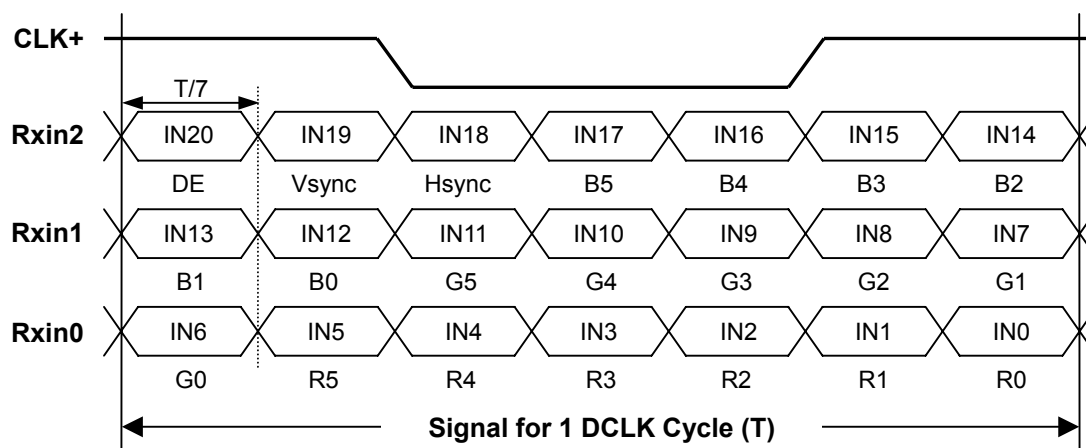 CLK+
T/7
Rxin2 IN20 IN19 IN18 IN17 IN16 IN15 IN14
DE Vsync Hsync B5 B4 B3 B2
Rxin1 IN13 IN12 IN11 IN10 IN9 IN8 IN7
B1 B0 G5 G4 G3 G2 G1
Rxin0 IN6 IN5 IN4 IN3 IN2 IN1 IN0
G0 R5 R4 R3 R2 R1 R0
Signal for 1 DCLK Cycle (T)